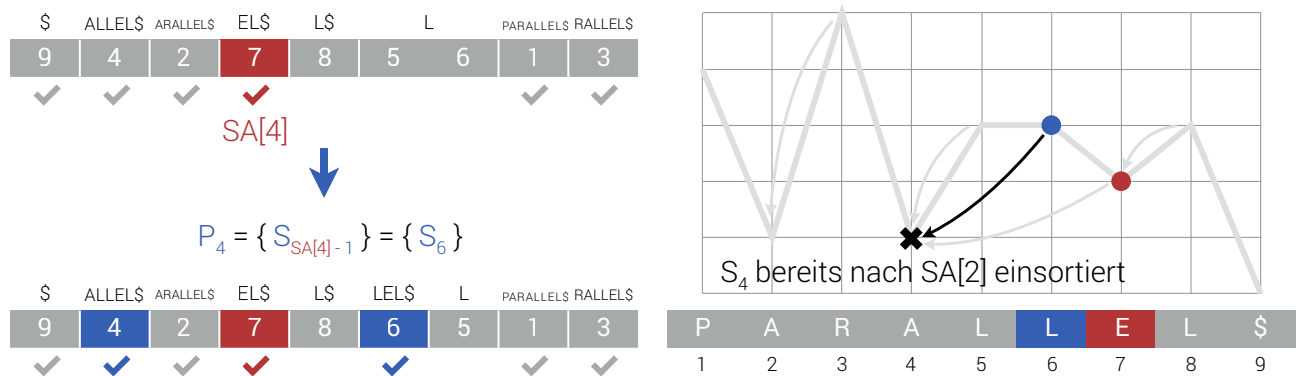 $ ALLEL$ ARALLEL$ EL$ L$ L PARALLEL$ RALLEL$
9 4 2 7 8 5 6 1 3
SA[4]
P4 = { SSA[4] - 1 } = { S6 }
$ ALLEL$ ARALLEL$ EL$ L$ LEL$ L PARALLEL$ RALLEL$
9 4 2 7 8 6 5 1 3
S4 bereits nach SA[2] einsortiert
P A R A L L E L $
1 2 3 4 5 6 7 8 9